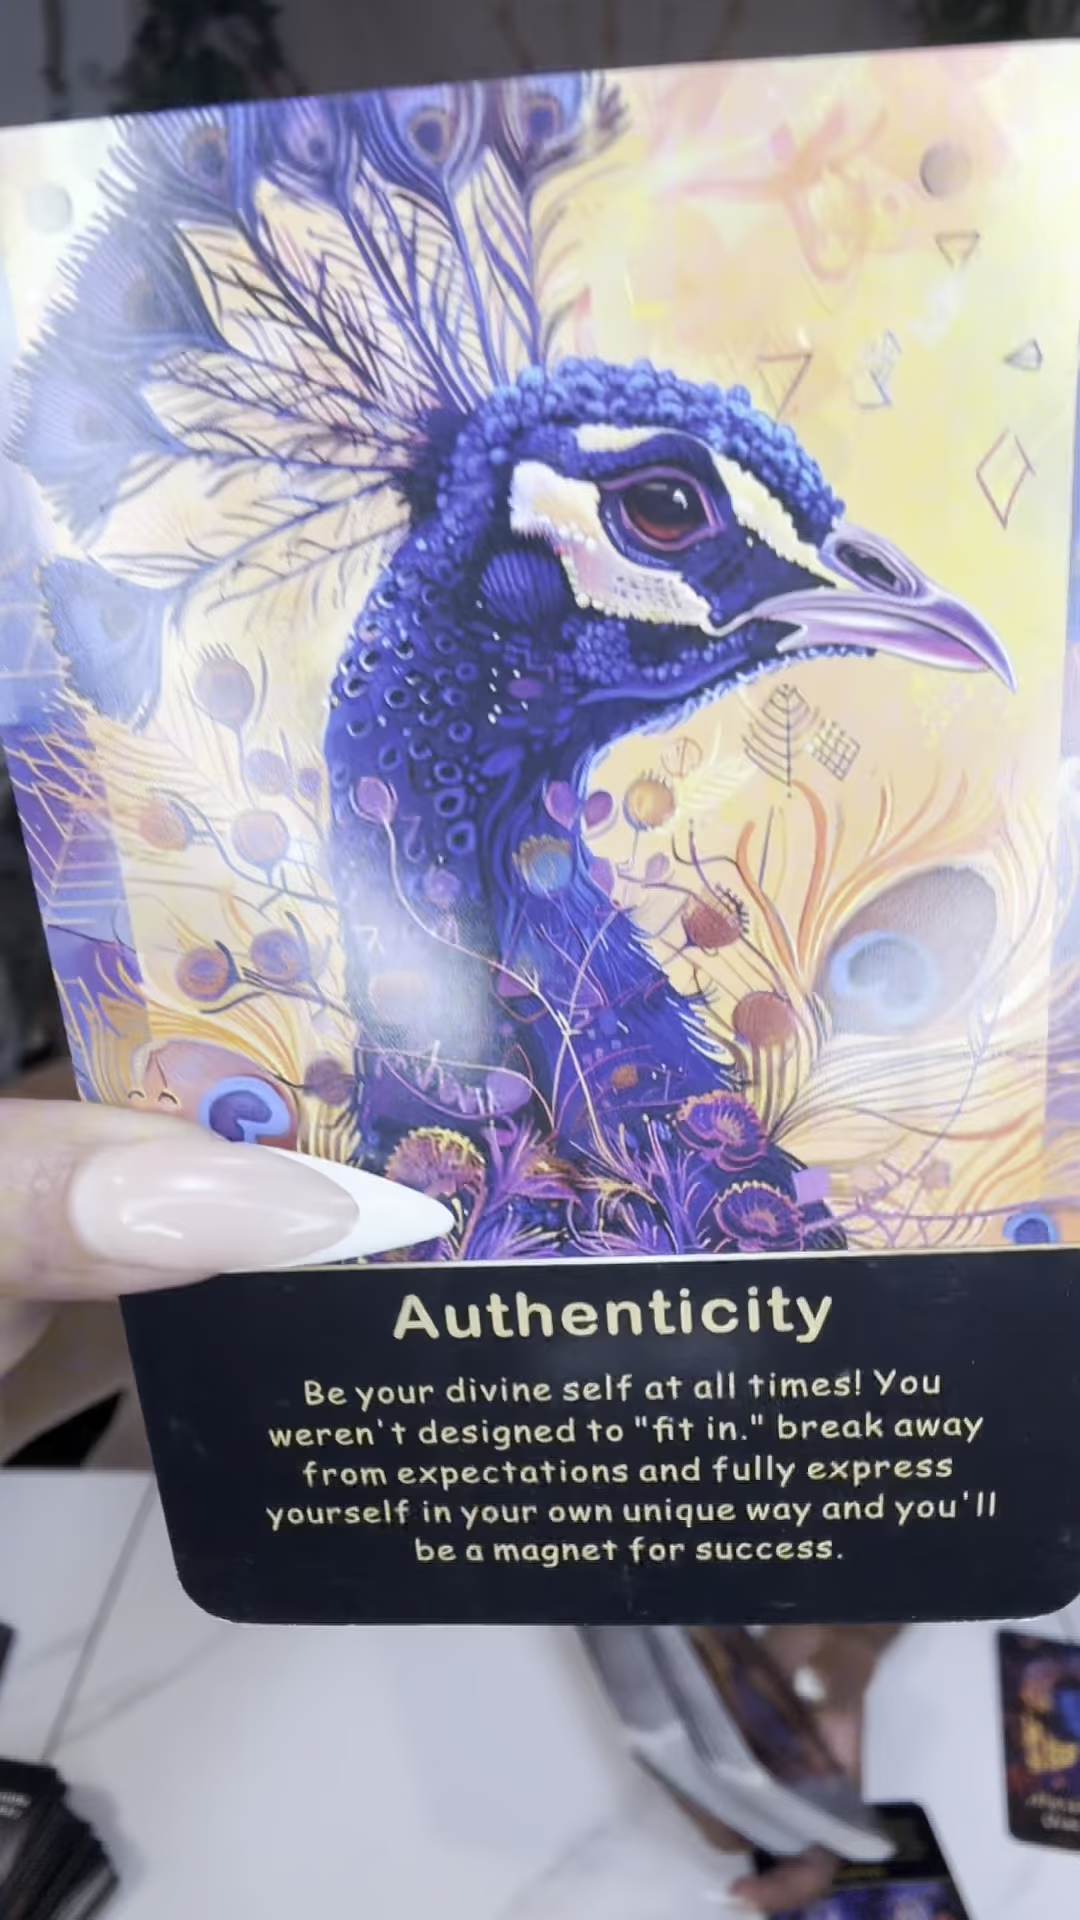 Authenticity
Be your divine self at all times! You
weren't designed to "fit in." break away
from expectations and fully express
yourself in your own unique way and you'll
be a magnet for success.